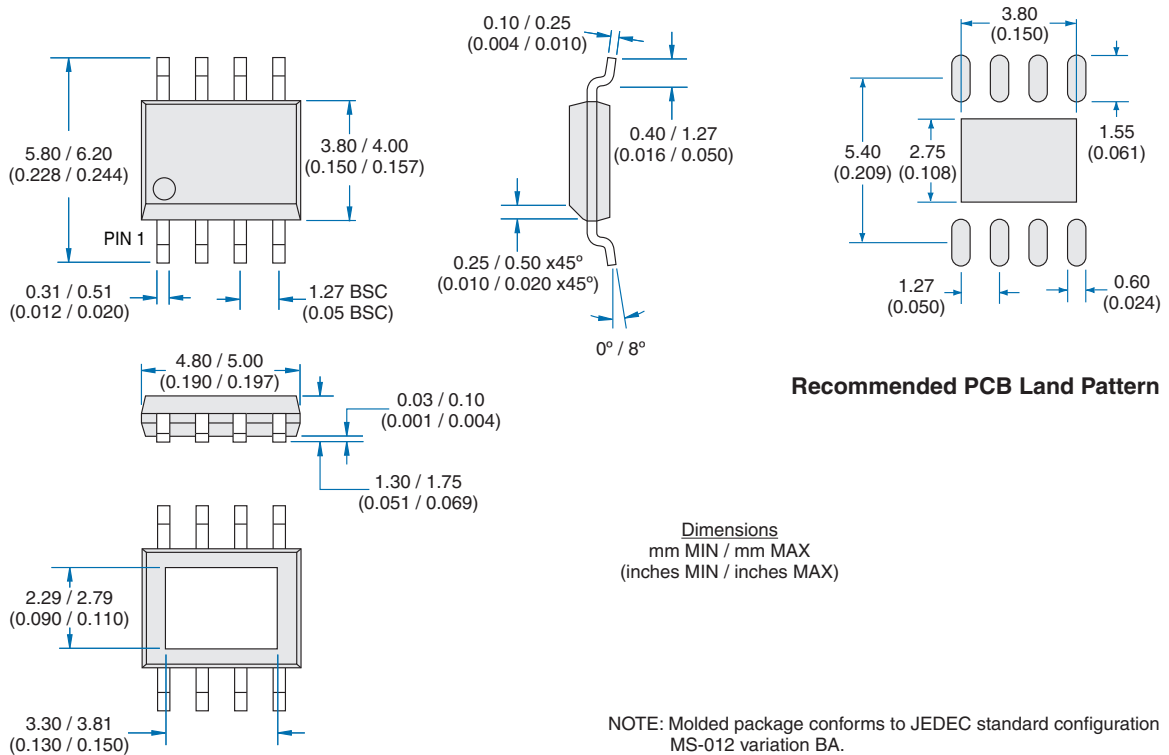 0.10 / 0.25
(0.004 / 0.010)
3.80
(0.150)
5.80 / 6.20
(0.228 / 0.244)
3.80 / 4.00
(0.150 / 0.157)
0.40 / 1.27
(0.016 / 0.050)
5.40
(0.209)
2.75
(0.108)
1.55
(0.061)
PIN 1
0.31 / 0.51
(0.012 / 0.020)
1.27 BSC
(0.05 BSC)
0.25 / 0.50 x45º
(0.010 / 0.020 x45º)
0º / 8º
1.27
(0.050)
0.60
(0.024)
Recommended PCB Land Pattern
4.80 / 5.00
(0.190 / 0.197)
0.03 / 0.10
(0.001 / 0.004)
1.30 / 1.75
(0.051 / 0.069)
Dimensions
mm MIN / mm MAX
(inches MIN / inches MAX)
2.29 / 2.79
(0.090 / 0.110)
3.30 / 3.81
(0.130 / 0.150)
NOTE: Molded package conforms to JEDEC standard configuration
MS-012 variation BA.